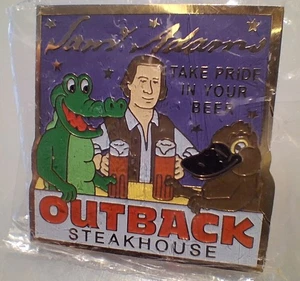 Sam Adams
TAKE PRIDE
IN YOUR
BEER
OUTBACK
STEAKHOUSE